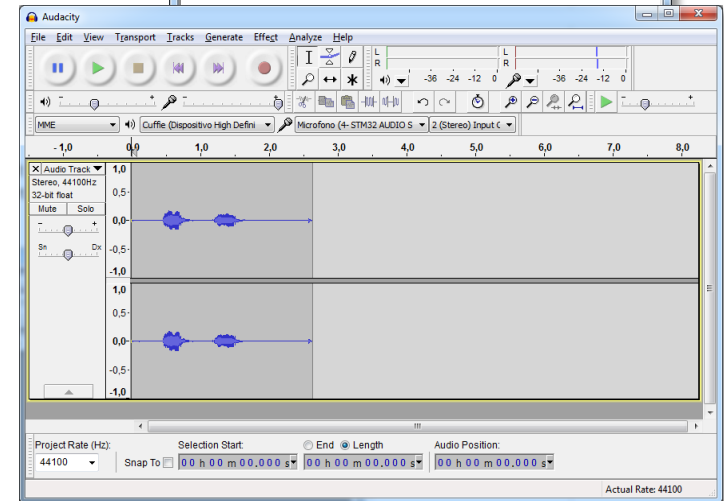 Audacity
File Edit View Transport Tracks Generate Effect Analyze Help
L
R
-36 -24 -12 0
L
R
-36 -24 -12 0
MME
Cuffie (Dispositivo High Defini
Microfono (4- STM32 AUDIO S
2 (Stereo) Input C
- 1,0 0,0 1,0 2,0 3,0 4,0 5,0 6,0 7,0 8,0
Audio Track
Stereo, 44100Hz
32-bit float
Mute Solo
- +
Sn Dx
1,0
0,5-
0,0-
-0,5-
-1,0
1,0
0,5-
0,0-
-0,5-
-1,0
Project Rate (Hz): Selection Start: End Length Audio Position:
44100 Snap To 00 h 00 m 00.000 s 00 h 00 m 00.000 s 00 h 00 m 00.000 s
Actual Rate: 44100